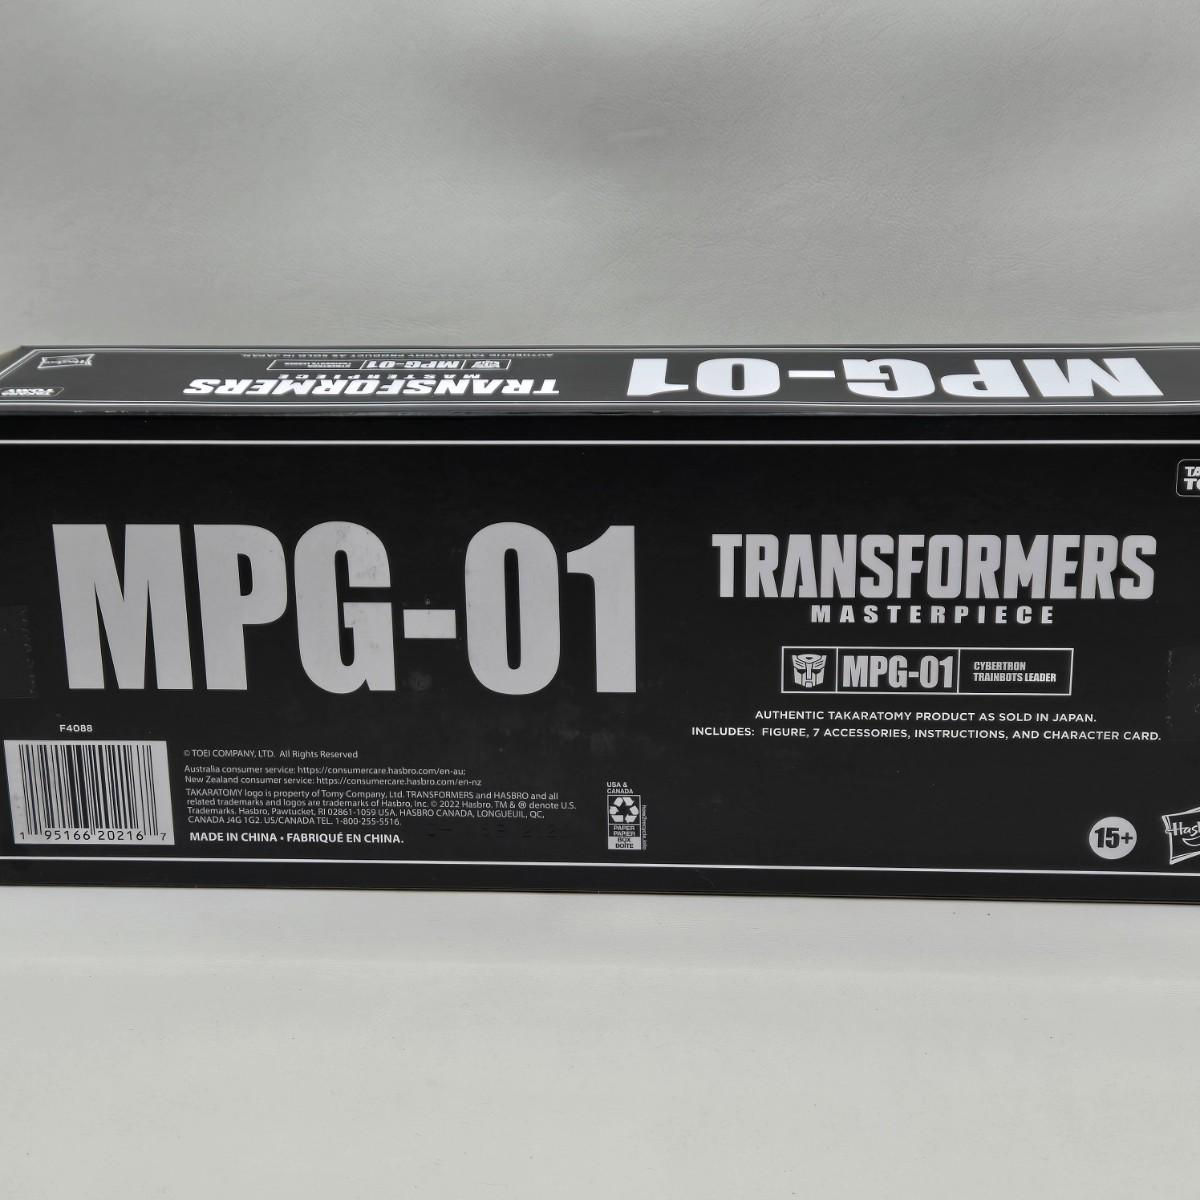 MPG-01
TRANSFORMERS
MASTERPIECE
MPG-01
AUTHENTIC TAKARATOMY PRODUCT AS SOLD IN JAPAN.
Hasbro
MPG-01
TRANSFORMERS
MASTERPIECE
MPG-01
CYBERTRON
TRAINBOTS LEADER
AUTHENTIC TAKARATOMY PRODUCT AS SOLD IN JAPAN.
INCLUDES: FIGURE, 7 ACCESSORIES, INSTRUCTIONS, AND CHARACTER CARD.
F4088
1 95166 20216 7
© TOEI COMPANY, LTD. All Rights Reserved
Australia consumer service: https://consumercare.hasbro.com/en-au;
New Zealand consumer service: https://consumercare.hasbro.com/en-nz
TAKARATOMY logo is property of Tomy Company, Ltd. TRANSFORMERS and HASBRO and all
related trademarks and logos are trademarks of Hasbro, Inc. © 2022 Hasbro. TM & ® denote U.S.
Trademarks. Hasbro, Pawtucket, RI 02861-1059 USA. HASBRO CANADA, LONGUEUIL, QC,
CANADA J4G 1G2. US/CANADA TEL. 1-800-255-5516.
MADE IN CHINA • FABRIQUÉ EN CHINA.
USA &
CANADA
PAPER
PAPIER
BOX
BOÎTE
15+